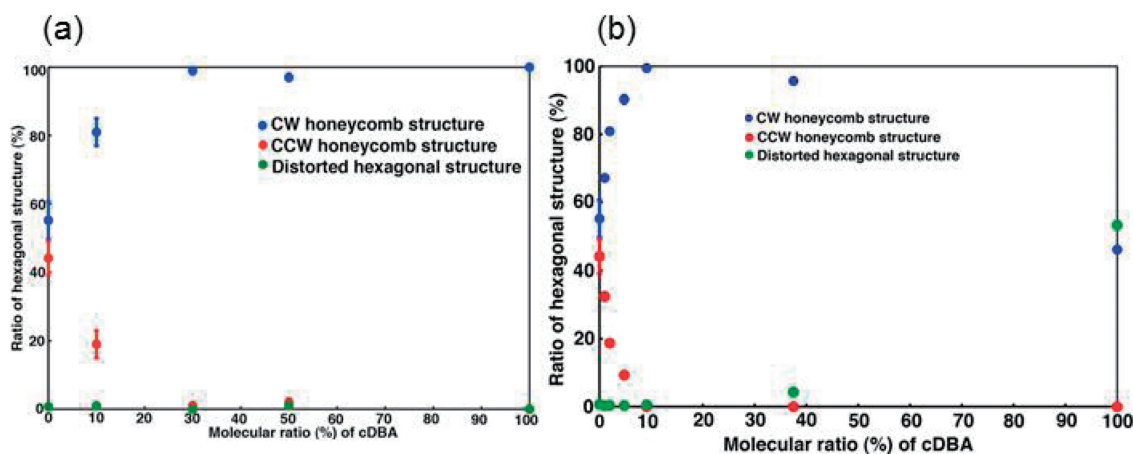 (a)
Ratio of hexagonal structure (%)
100
80
60
40
20
0
CW honeycomb structure
CCW honeycomb structure
Distorted hexagonal structure
0 10 20 30 40 50 60 70 80 90 100
Molecular ratio (%) of cDBA
(b)
Ratio of hexagonal structure (%)
100
80
60
40
20
0
CW honeycomb structure
CCW honeycomb structure
Distorted hexagonal structure
0 10 20 30 40 50 60 70 80 90 100
Molecular ratio (%) of cDBA